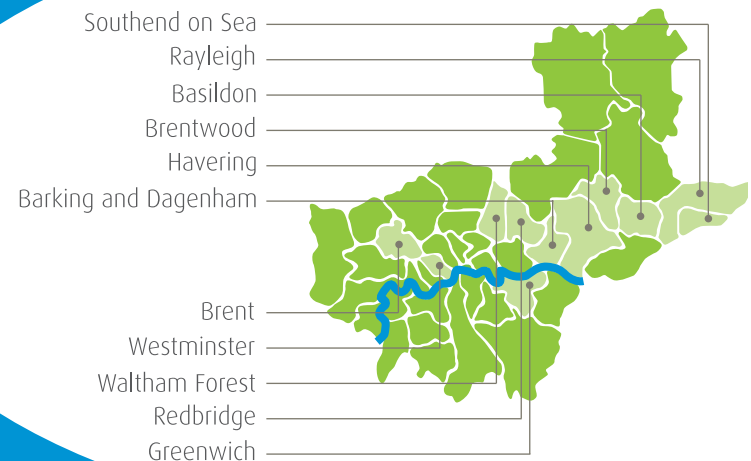 Southend on Sea
Rayleigh
Basildon
Brentwood
Havering
Barking and Dagenham
Brent
Westminster
Waltham Forest
Redbridge
Greenwich